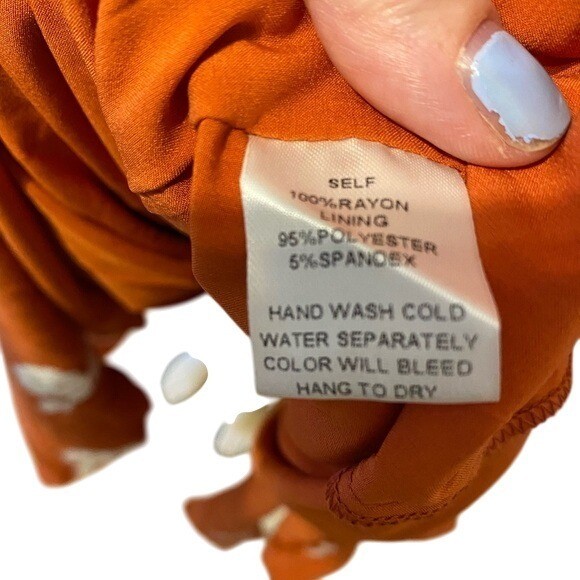 SELF
100%RAYON
LINING
95%POLYESTER
5%SPANDEX
HAND WASH COLD
WATER SEPARATELY
COLOR WILL BLEED
HANG TO DRY